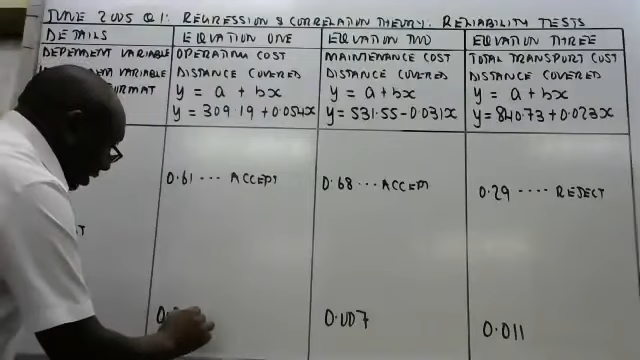 JUNE 2005 Q1: REGRESSION & CORRELATION THEORY: RELIABILITY TESTS
DETAILS EQUATION ONE EQUATION TWO EQUATION THREE
DEPENDENT VARIABLE OPERATION COST MAINTENANCE COST TOTAL TRANSPORT COST
VARIABLE DISTANCE COVERED DISTANCE COVERED DISTANCE COVERED
FORMAT y = a + bx y = a + bx y = a + bx
y = 309.19 + 0.054x y = 531.55 - 0.031x y = 840.73 + 0.023x
0.61 ... ACCEPT 0.68 ... ACCEPT 0.29 .... REJECT
0.007 0.011